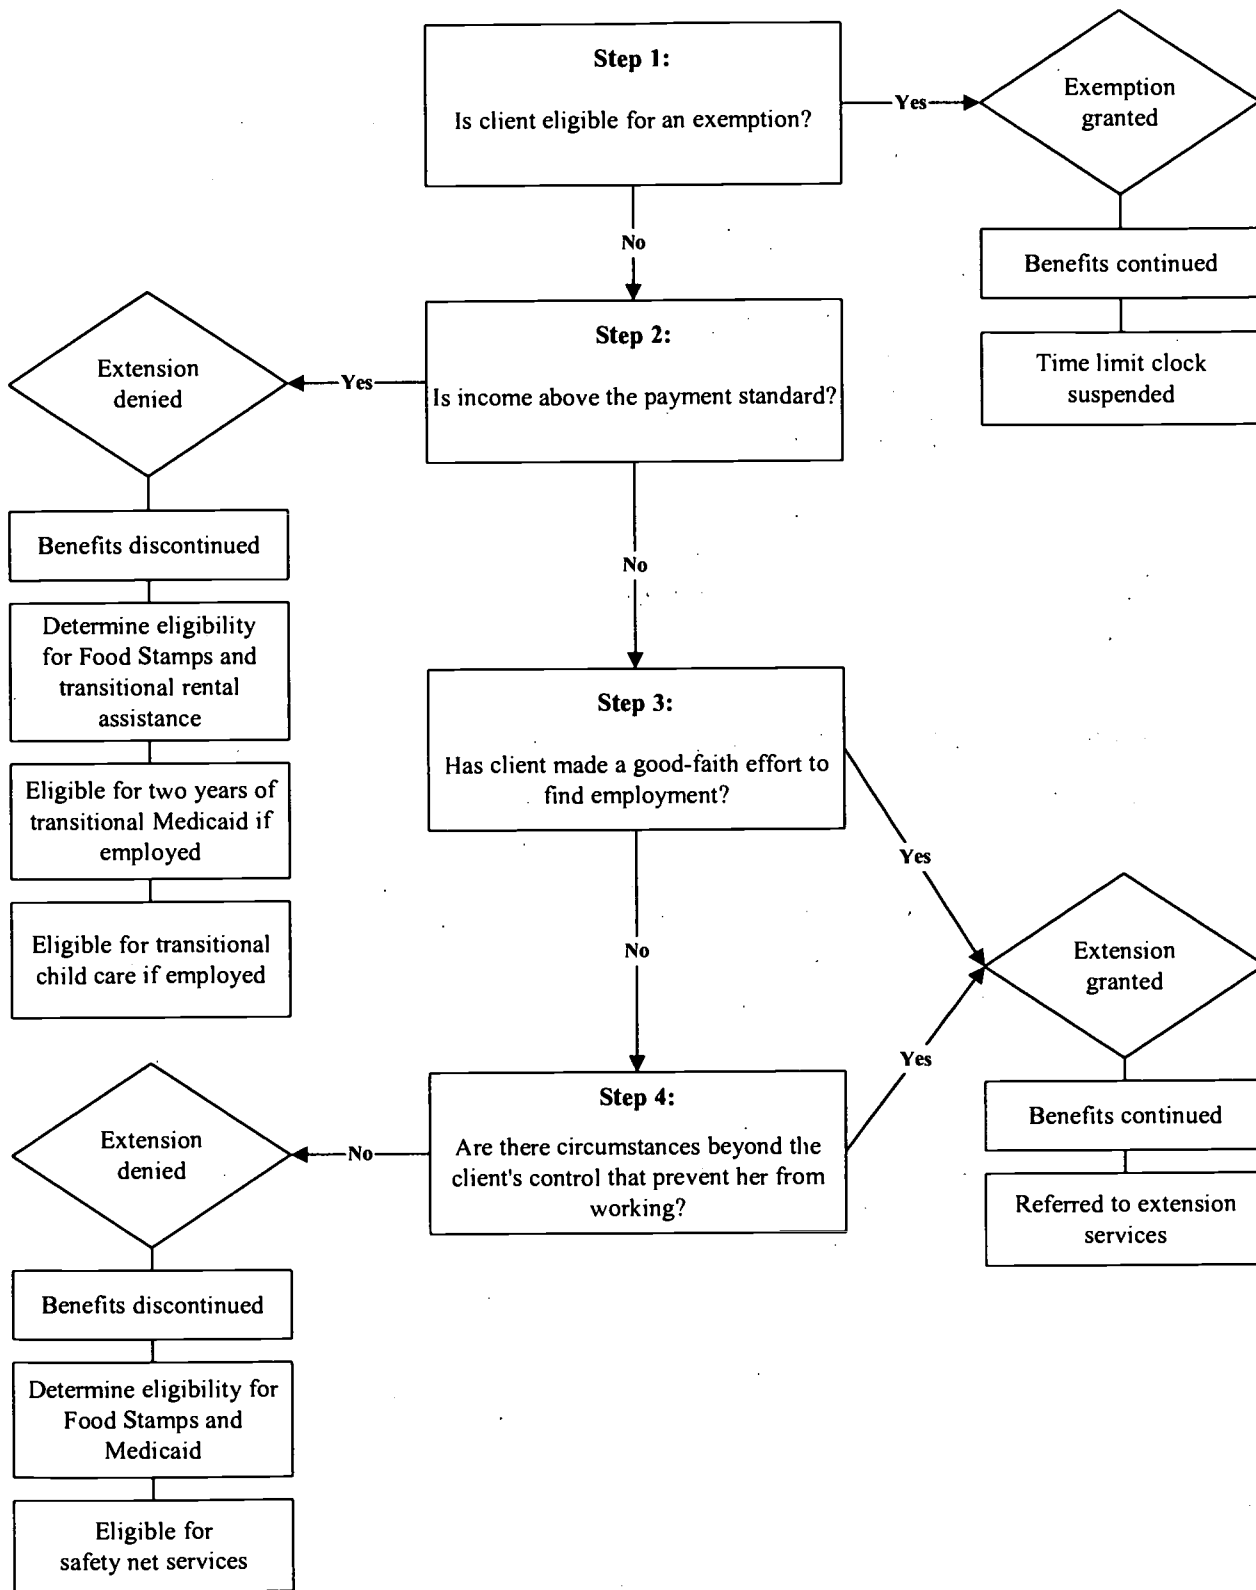 Step 1:
Is client eligible for an exemption?
Yes
Exemption
granted
No
Benefits continued
Time limit clock
suspended
Step 2:
Is income above the payment standard?
Yes
Extension
denied
Benefits discontinued
Determine eligibility
for Food Stamps and
transitional rental
assistance
Eligible for two years of
transitional Medicaid if
employed
Eligible for transitional
child care if employed
No
Step 3:
Has client made a good-faith effort to
find employment?
Yes
No
Extension
granted
Yes
Benefits continued
Referred to extension
services
Step 4:
Are there circumstances beyond the
client's control that prevent her from
working?
No
Extension
denied
Benefits discontinued
Determine eligibility for
Food Stamps and
Medicaid
Eligible for
safety net services